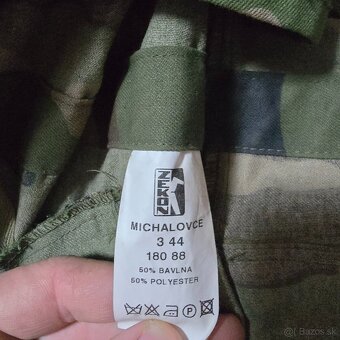 ZEKON
MICHALOVCE
3 44
180 88
50% BAVLNA
50% POLYESTER
P
Bazos.sk